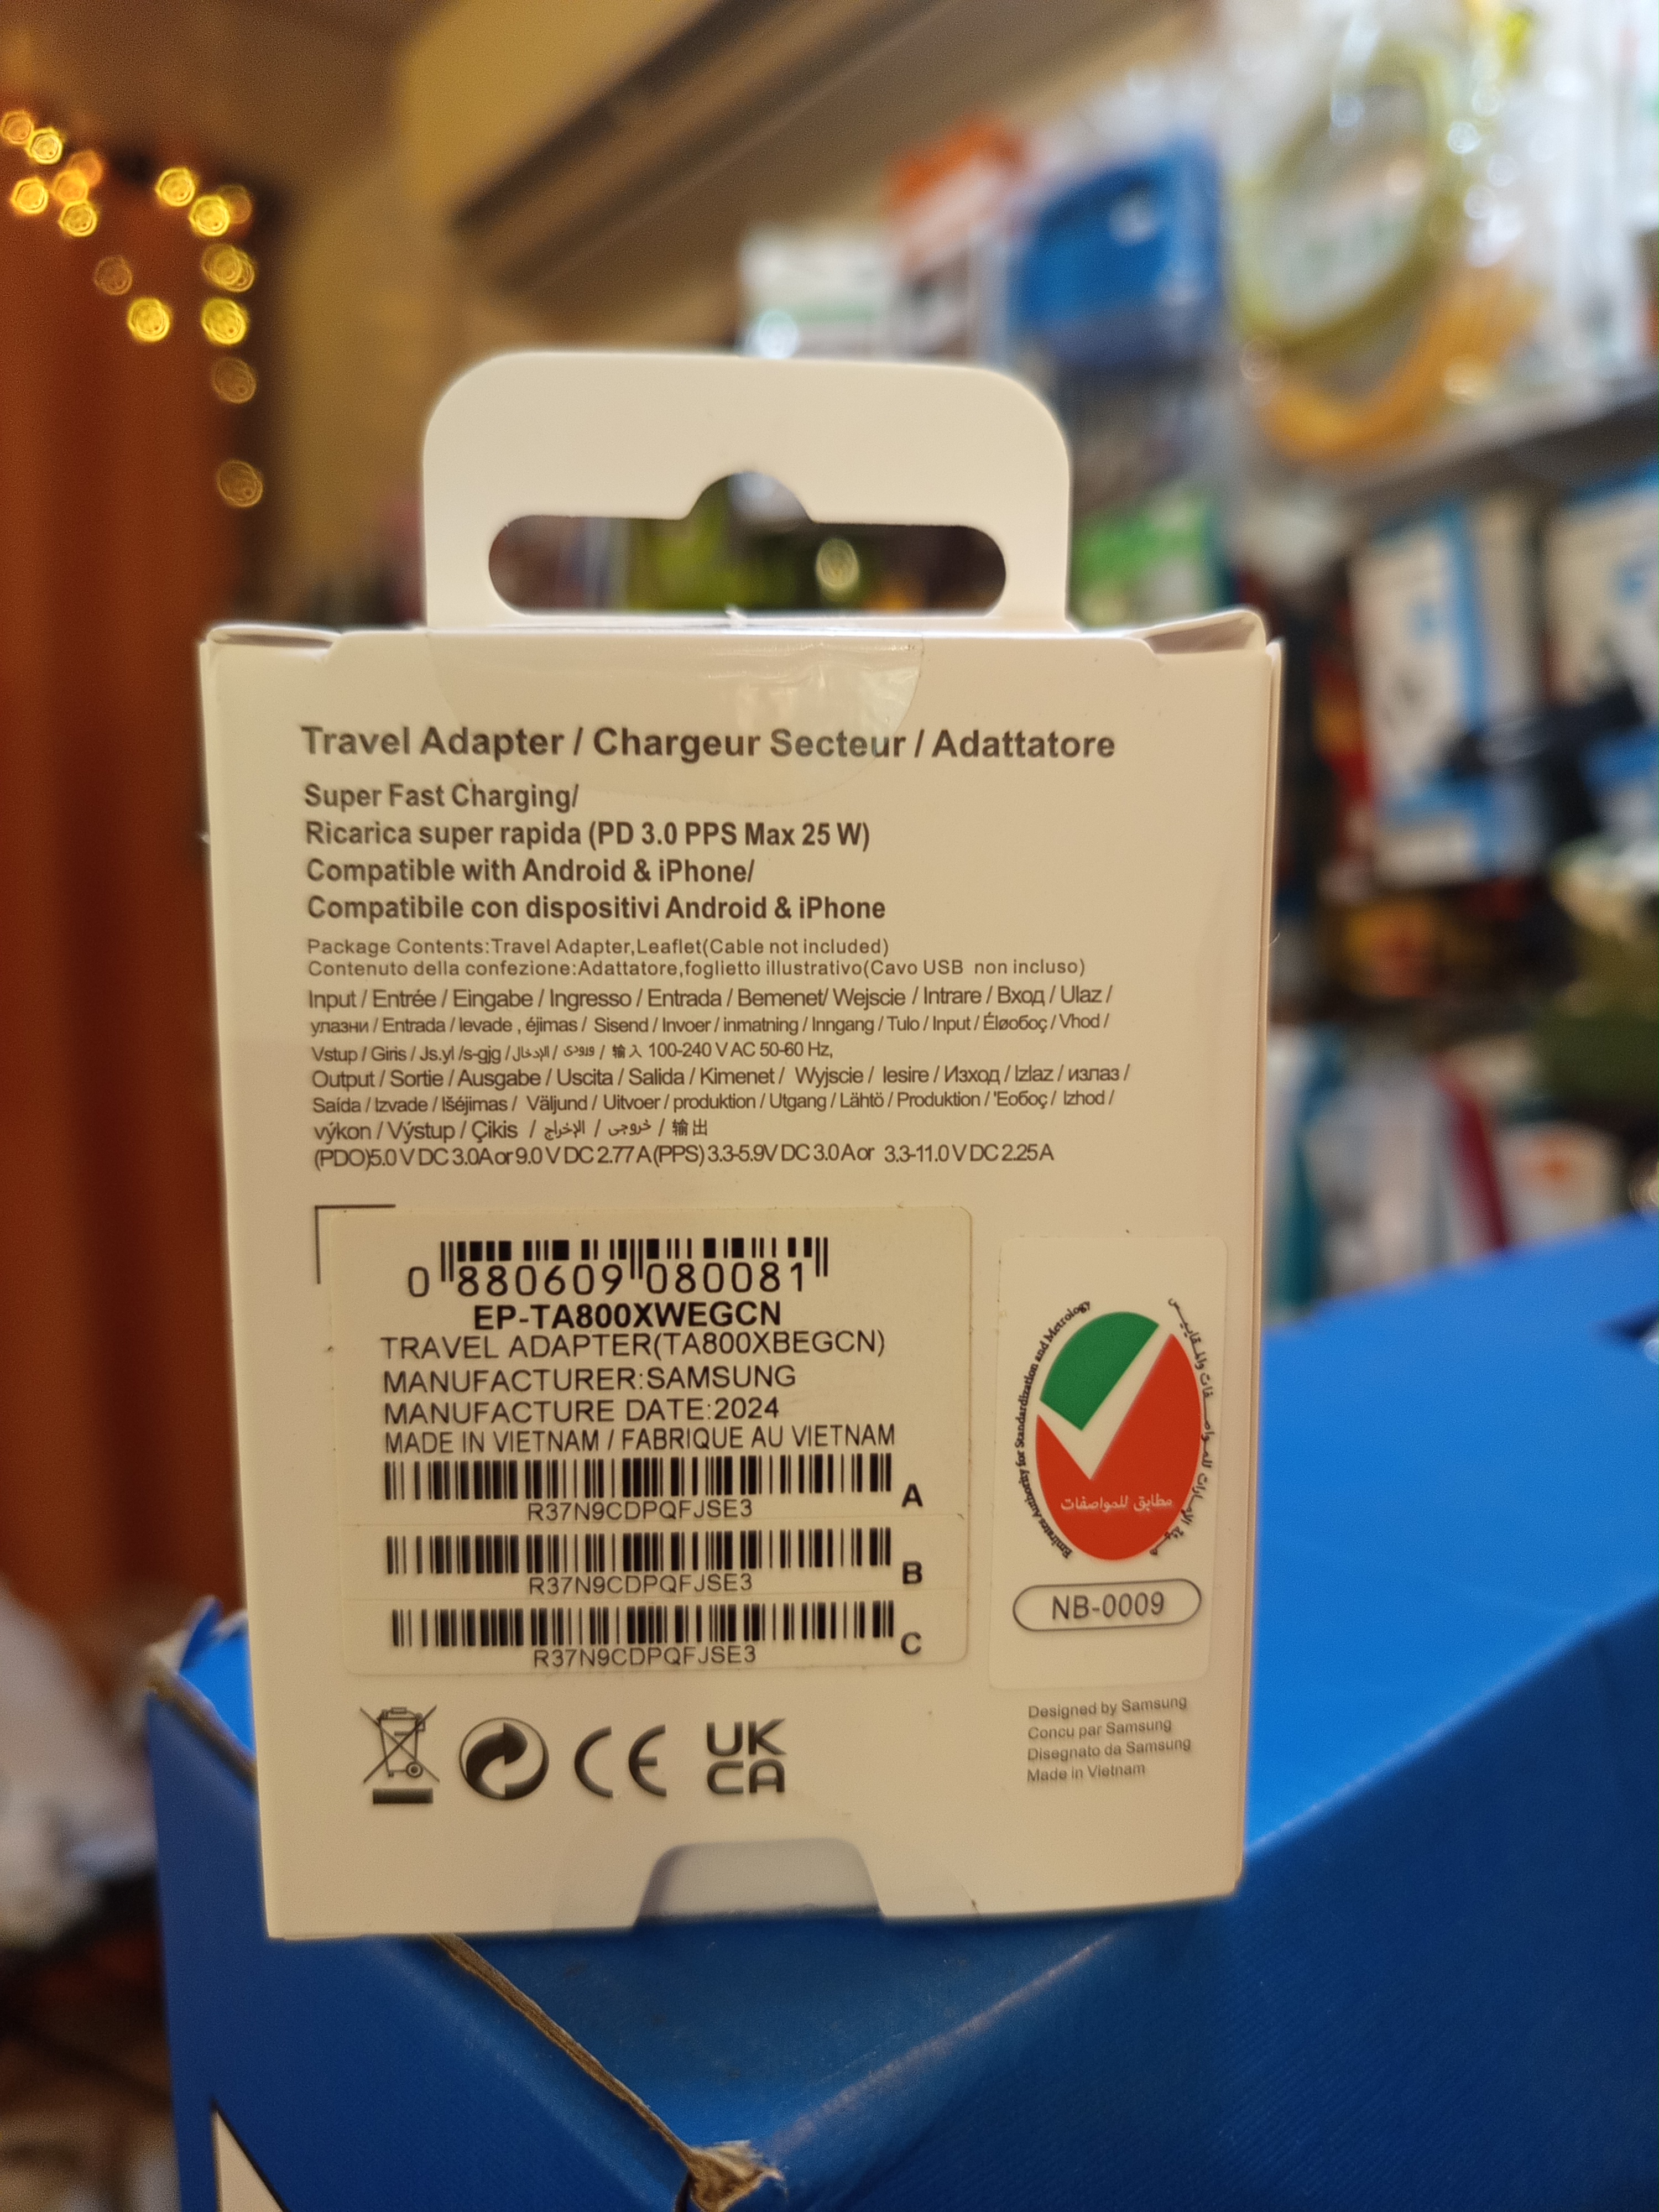 Travel Adapter / Chargeur Secteur / Adattatore
Super Fast Charging/
Ricarica super rapida (PD 3.0 PPS Max 25 W)
Compatible with Android & iPhone/
Compatibile con dispositivi Android & iPhone
Package Contents:Travel Adapter,Leaflet(Cable not included)
Contenuto della confezione:Adattatore,foglietto illustrativo(Cavo USB non incluso)
Input / Entrée / Eingabe / Ingresso / Entrada / Bemenet/ Wejscie / Intrare / Вход / Ulaz /
улазни / Entrada / Ievade , éjimas / Sisend / Invoer / inmatning / Inngang / Tulo / Input / Éløoбoç / Vhod /
Vstup / Giris / Js.yl /s-gjg / الإدخال / ورودی / 输入 100-240 V AC 50-60 Hz,
Output / Sortie / Ausgabe / Uscita / Salida / Kimenet / Wyjscie / Iesire / Изход / Izlaz / излаз /
Saída / Izvade / Išéjimas / Väljund / Uitvoer / produktion / Utgang / Lähtö / Produktion / 'Eoбoç / Izhod /
výkon / Výstup / Çikis / الإخراج / خروجی / 输出
(PDO)5.0 V DC 3.0A or 9.0 V DC 2.77 A (PPS) 3.3-5.9V DC 3.0 A or 3.3-11.0 V DC 2.25 A
0 880609 080081
EP-TA800XWEGCN
TRAVEL ADAPTER(TA800XBEGCN)
MANUFACTURER:SAMSUNG
MANUFACTURE DATE:2024
MADE IN VIETNAM / FABRIQUE AU VIETNAM
R37N9CDPQFJSE3 A
R37N9CDPQFJSE3 B
R37N9CDPQFJSE3 C
Emirates Authority for Standardization and Metrology
مطابق للمواصفات
NB-0009
Designed by Samsung
Concu par Samsung
Disegnato da Samsung
Made in Vietnam
CE
UK
CA